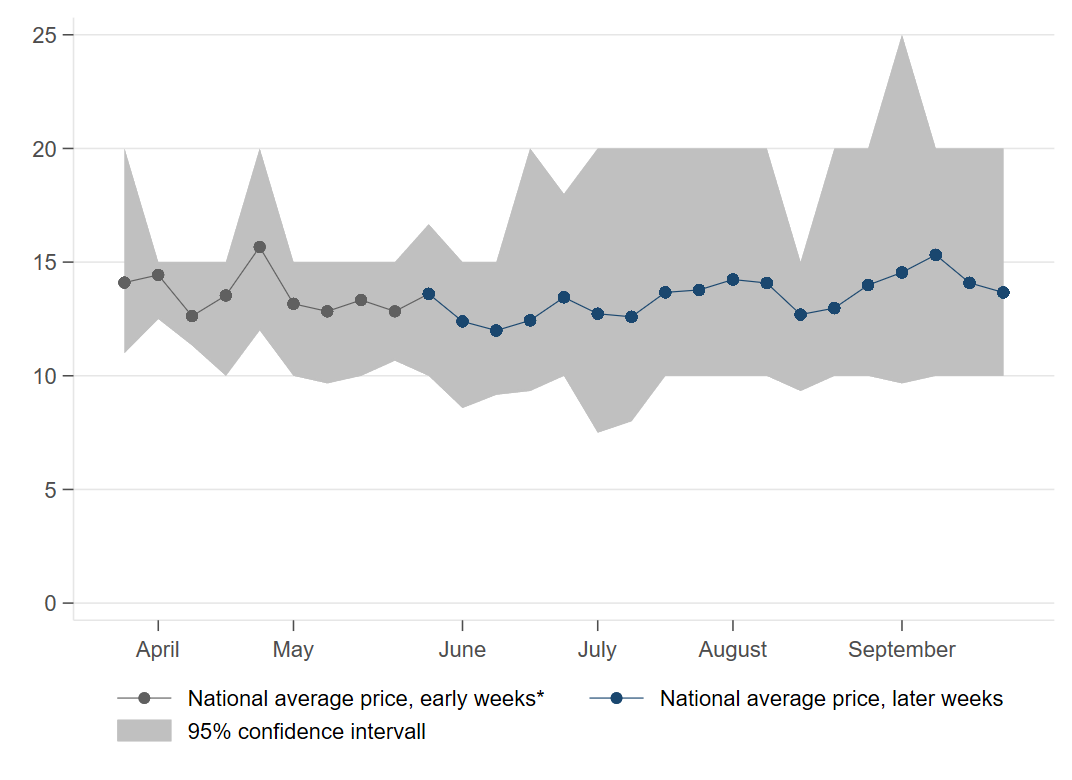 25
20
15
10
5
0
April May June July August September
National average price, early weeks* National average price, later weeks
95% confidence intervall